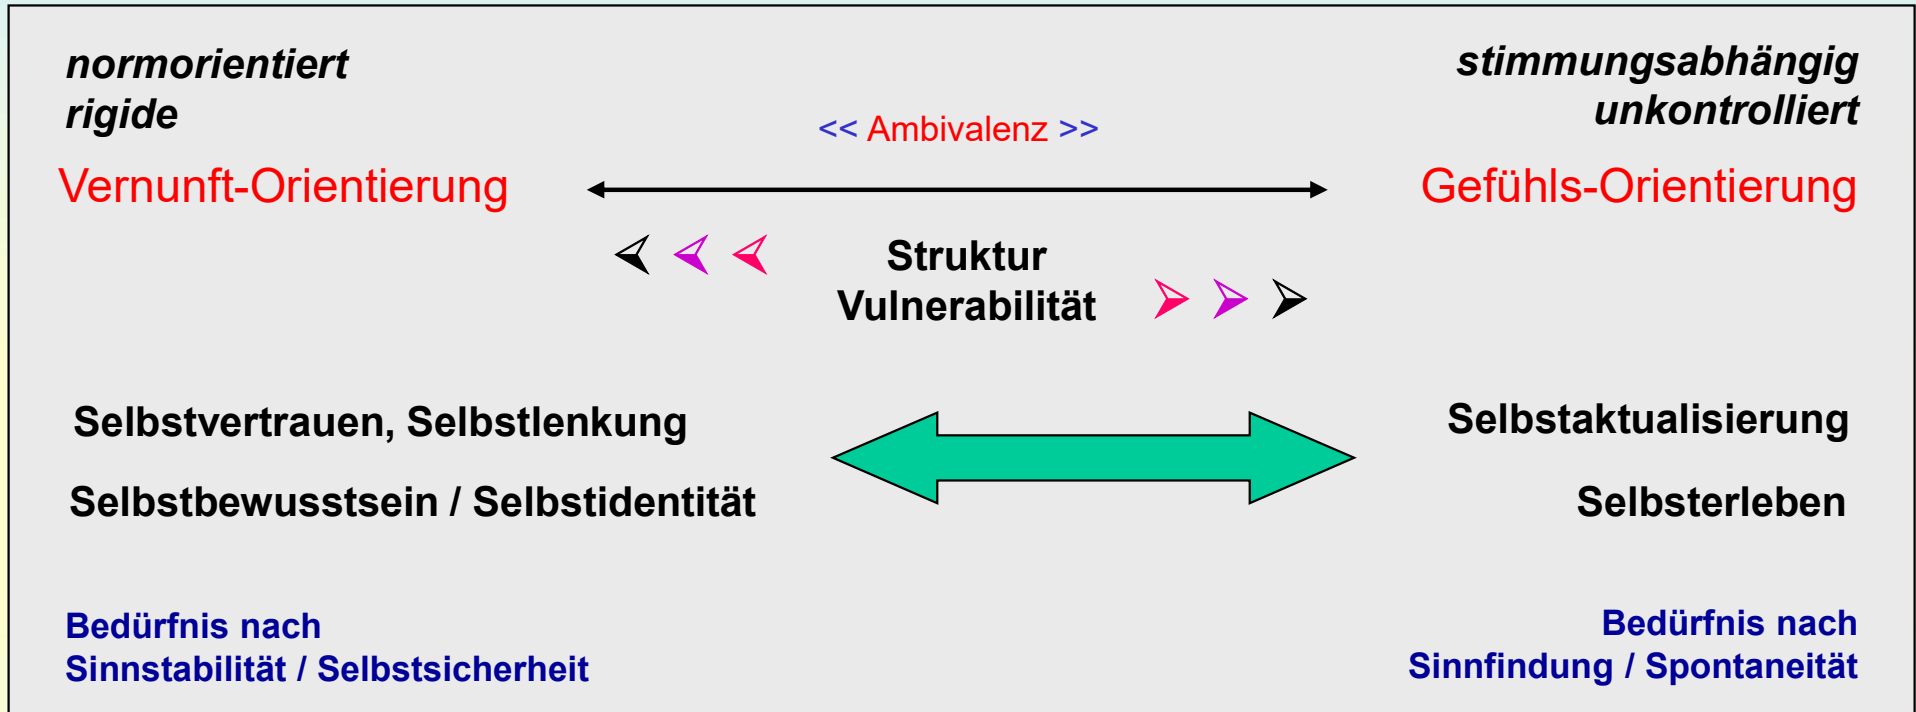 normorientiert
rigide
stimmungsabhängig
unkontrolliert
<< Ambivalenz >>
Vernunft-Orientierung
Gefühls-Orientierung
Struktur
Vulnerabilität
Selbstvertrauen, Selbstlenkung
Selbstaktualisierung
Selbstbewusstsein / Selbstidentität
Selbsterleben
Bedürfnis nach
Sinnstabilität / Selbstsicherheit
Bedürfnis nach
Sinnfindung / Spontaneität